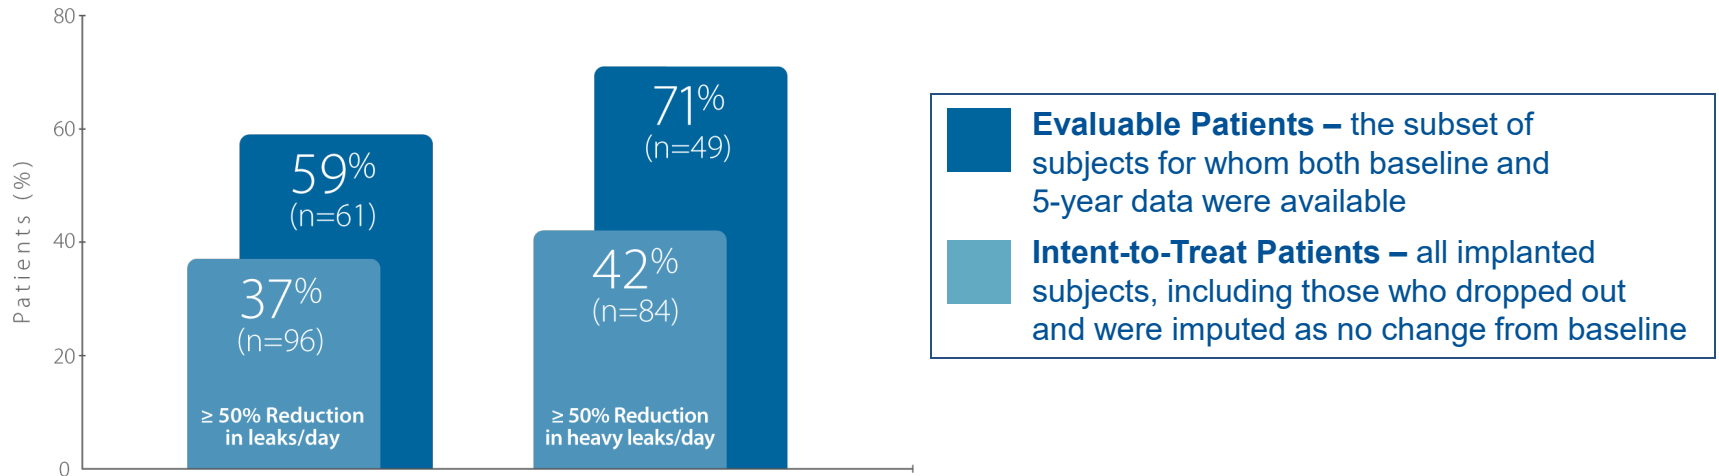 80
60
40
20
0
Patients (%)
59%
(n=61)
37%
(n=96)
≥ 50% Reduction
in leaks/day
71%
(n=49)
42%
(n=84)
≥ 50% Reduction
in heavy leaks/day
Evaluable Patients – the subset of
subjects for whom both baseline and
5-year data were available
Intent-to-Treat Patients – all implanted
subjects, including those who dropped out
and were imputed as no change from baseline